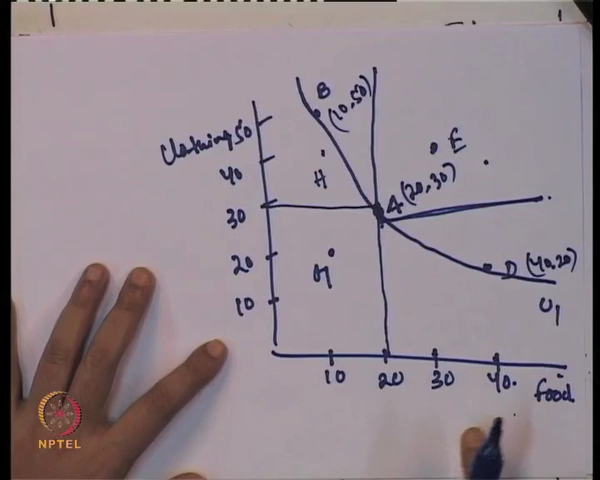 B
(10,50)
Clothing 50
E
40
H
A (20,30)
30
20
G
D (40,20)
10
U1
10 20 30 40. food
NPTEL